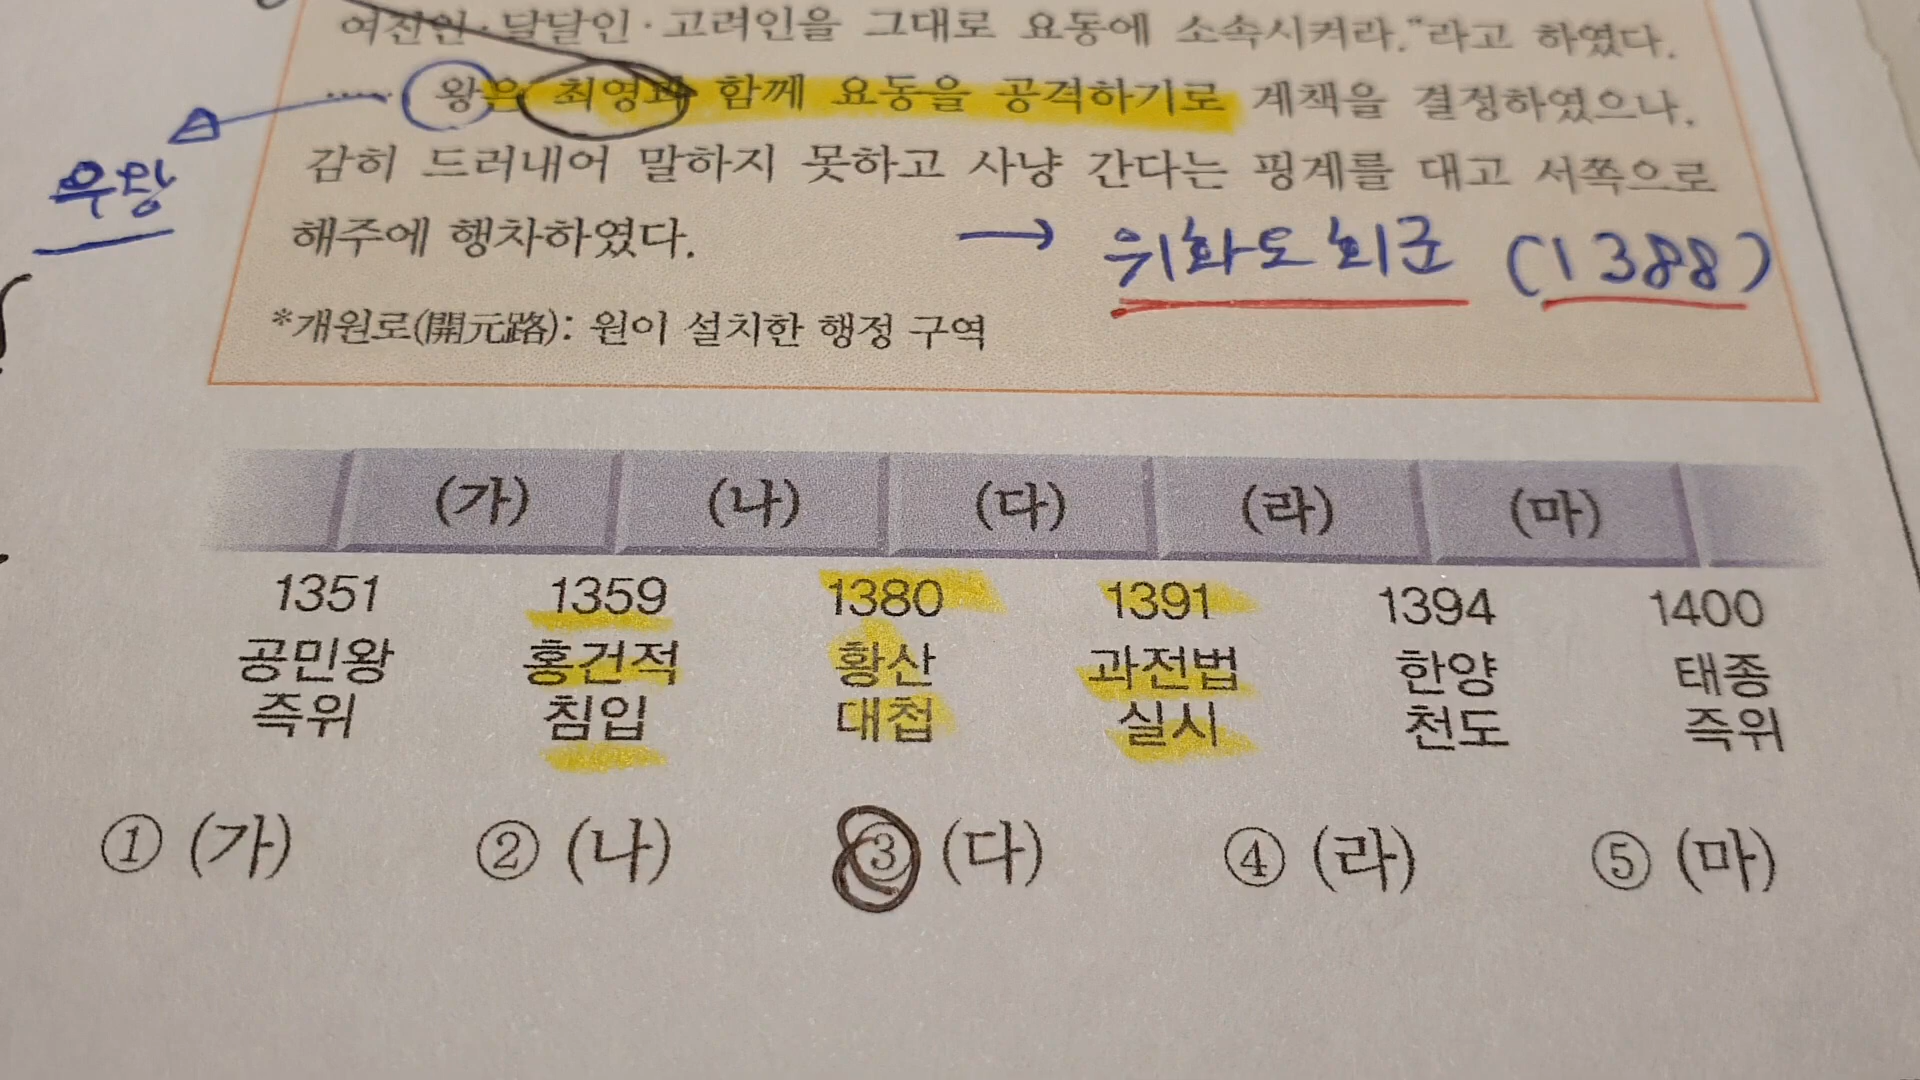 여진인·달달인·고려인을 그대로 요동에 소속시켜라."라고 하였다.
…… 왕은 최영과 함께 요동을 공격하기로 계책을 결정하였으나,
감히 드러내어 말하지 못하고 사냥 간다는 핑계를 대고 서쪽으로
우왕
해주에 행차하였다. → 위화도 회군 (1388)
*개원로(開元路): 원이 설치한 행정 구역
(가) (나) (다) (라) (마)
1351 1359 1380 1391 1394 1400
공민왕 홍건적 황산 과전법 한양 태종
즉위 침입 대첩 실시 천도 즉위
① (가) ② (나) ③ (다) ④ (라) ⑤ (마)